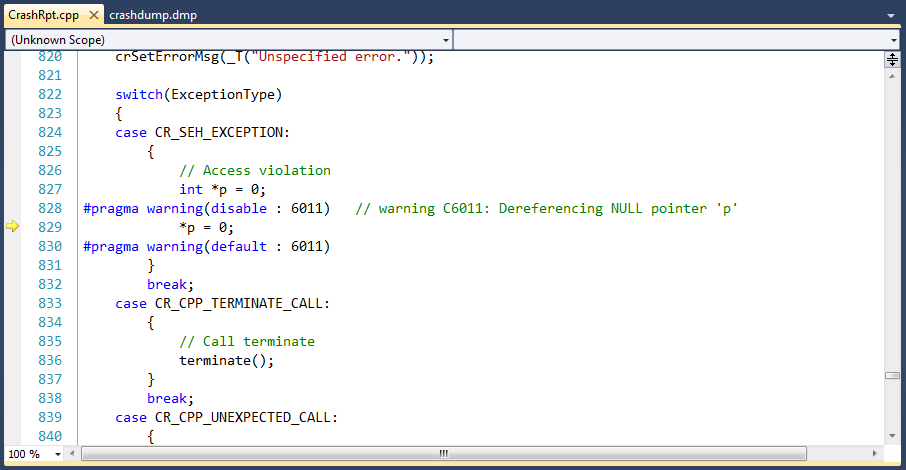 CrashRpt.cpp crashdump.dmp
(Unknown Scope)
820 crSetErrorMsg(_T("Unspecified error."));
821
822 switch(ExceptionType)
823 {
824 case CR_SEH_EXCEPTION:
825 {
826 // Access violation
827 int *p = 0;
828 #pragma warning(disable : 6011) // warning C6011: Dereferencing NULL pointer 'p'
829 *p = 0;
830 #pragma warning(default : 6011)
831 }
832 break;
833 case CR_CPP_TERMINATE_CALL:
834 {
835 // Call terminate
836 terminate();
837 }
838 break;
839 case CR_CPP_UNEXPECTED_CALL:
840 {
100 %